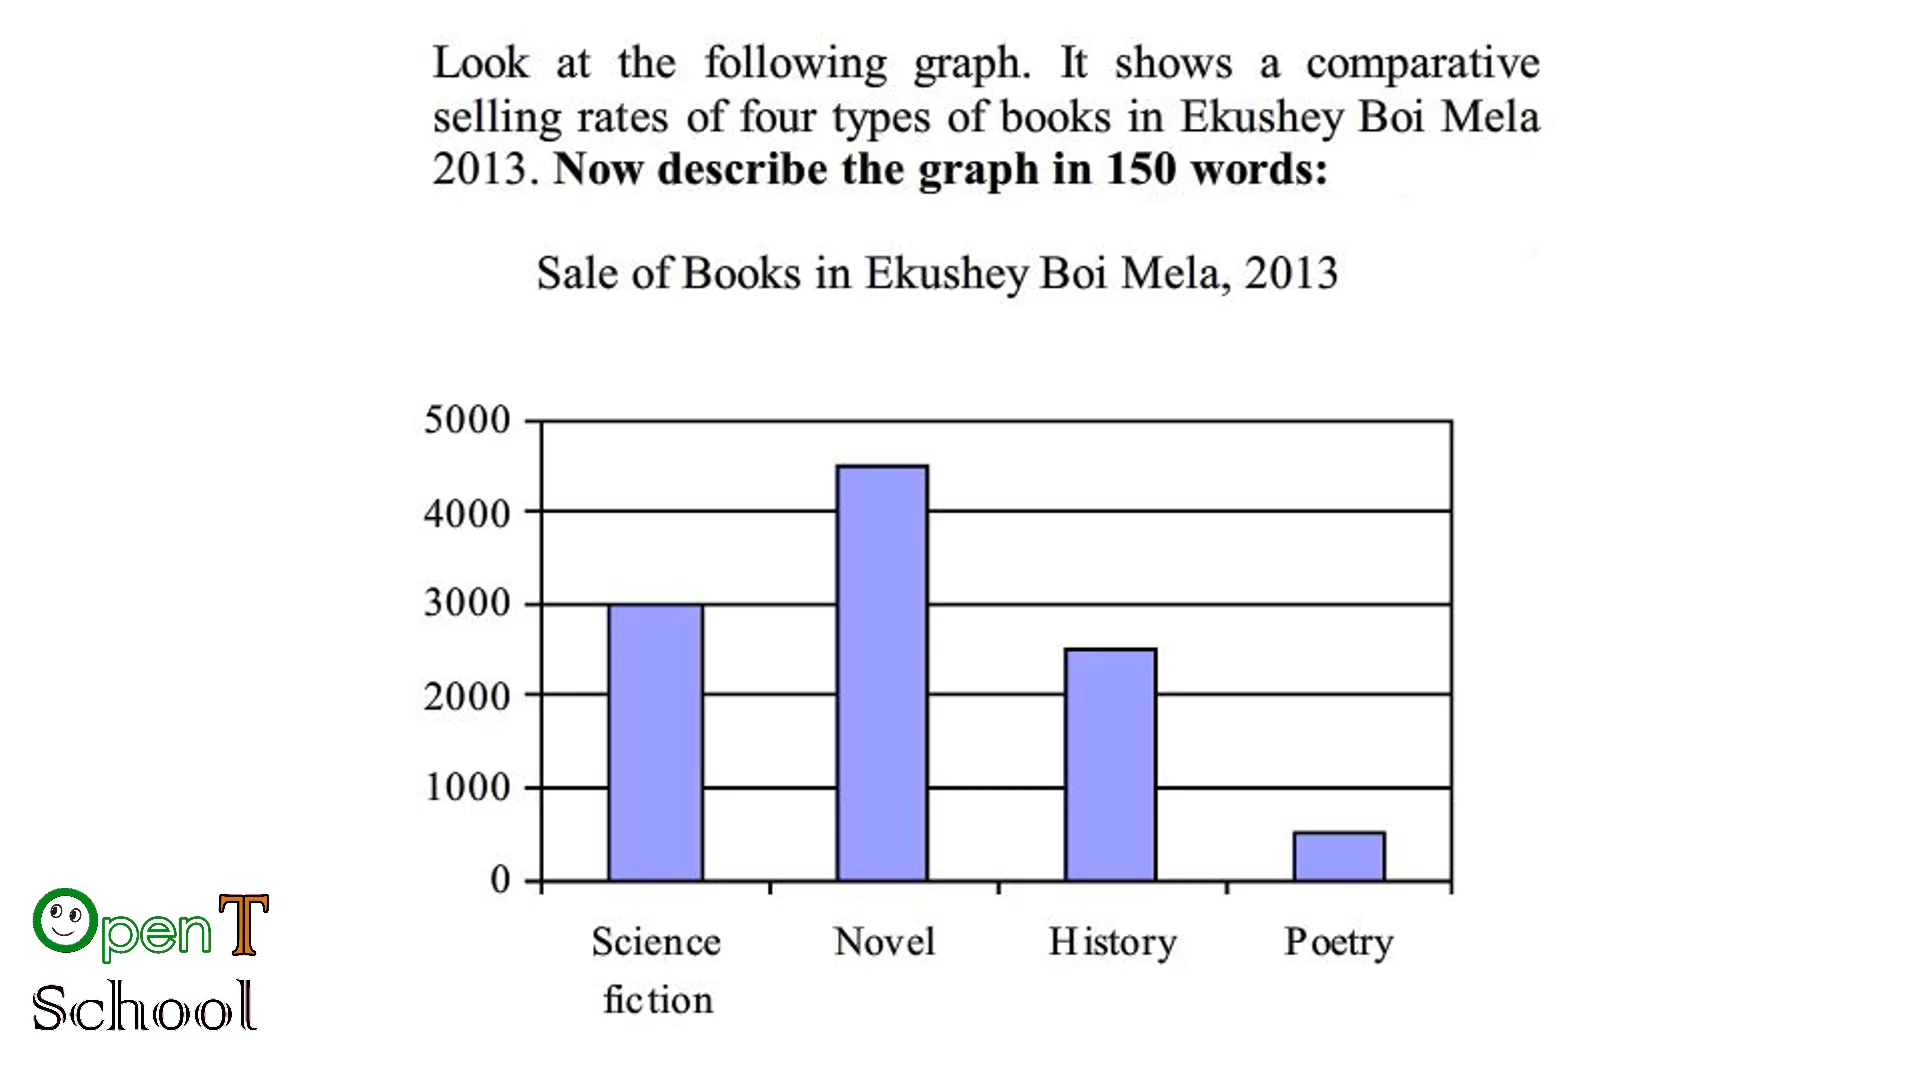 Look at the following graph. It shows a comparative
selling rates of four types of books in Ekushey Boi Mela
2013. Now describe the graph in 150 words:
Sale of Books in Ekushey Boi Mela, 2013
5000
4000
3000
2000
1000
0
Science
fiction
Novel
History
Poetry
Open T
School